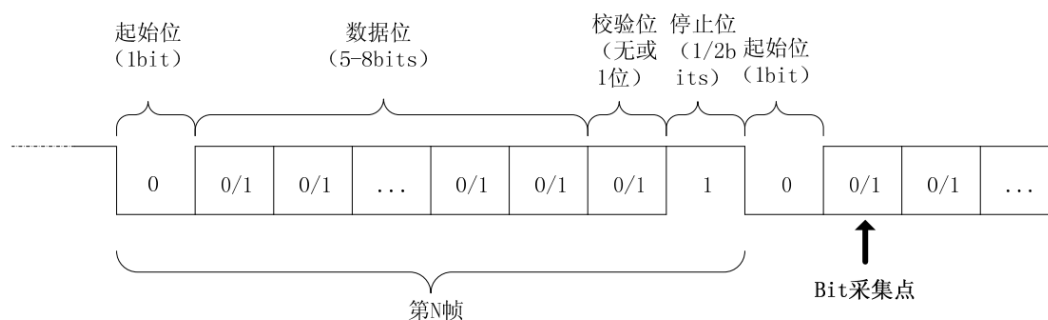 起始位
(1bit)
数据位
(5-8bits)
校验位
(无或
1位)
停止位
(1/2b
its)
起始位
(1bit)
0 0/1 0/1 ... 0/1 0/1 0/1 1 0 0/1 0/1 ...
第N帧
Bit采集点